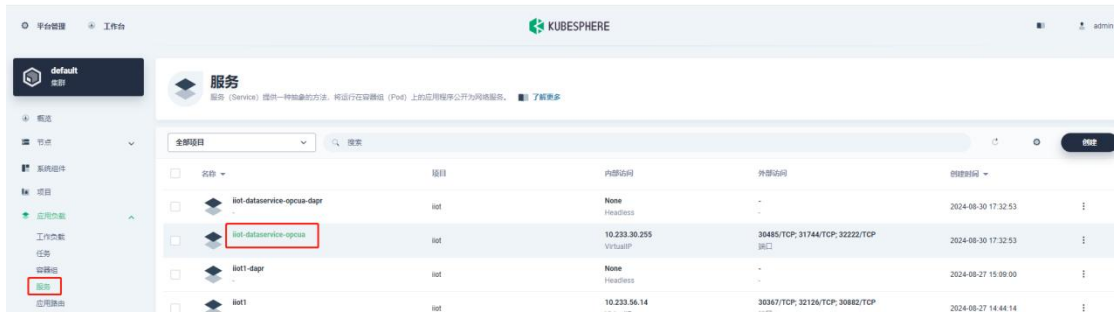 平台管理 工作台 KUBESPHERE admin
default
集群
服务
服务（Service）提供一种抽象的方法，将运行在容器组（Pod）上的应用程序公开为网络服务。 了解更多
概览
节点
系统组件
项目
应用负载
工作负载
任务
容器组
服务
应用路由
全部项目 搜索 创建
名称 项目 内部访问 外部访问 创建时间
iiot-dataservice-opcua-dapr iiot None - 2024-08-30 17:32:53
- Headless
iiot-dataservice-opcua iiot 10.233.30.255 30485/TCP; 31744/TCP; 32222/TCP 2024-08-30 17:32:53
VirtualIP 端口
iiot1-dapr iiot None - 2024-08-27 15:09:00
- Headless
iiot1 iiot 10.233.56.14 30367/TCP; 32126/TCP; 30882/TCP 2024-08-27 14:44:14